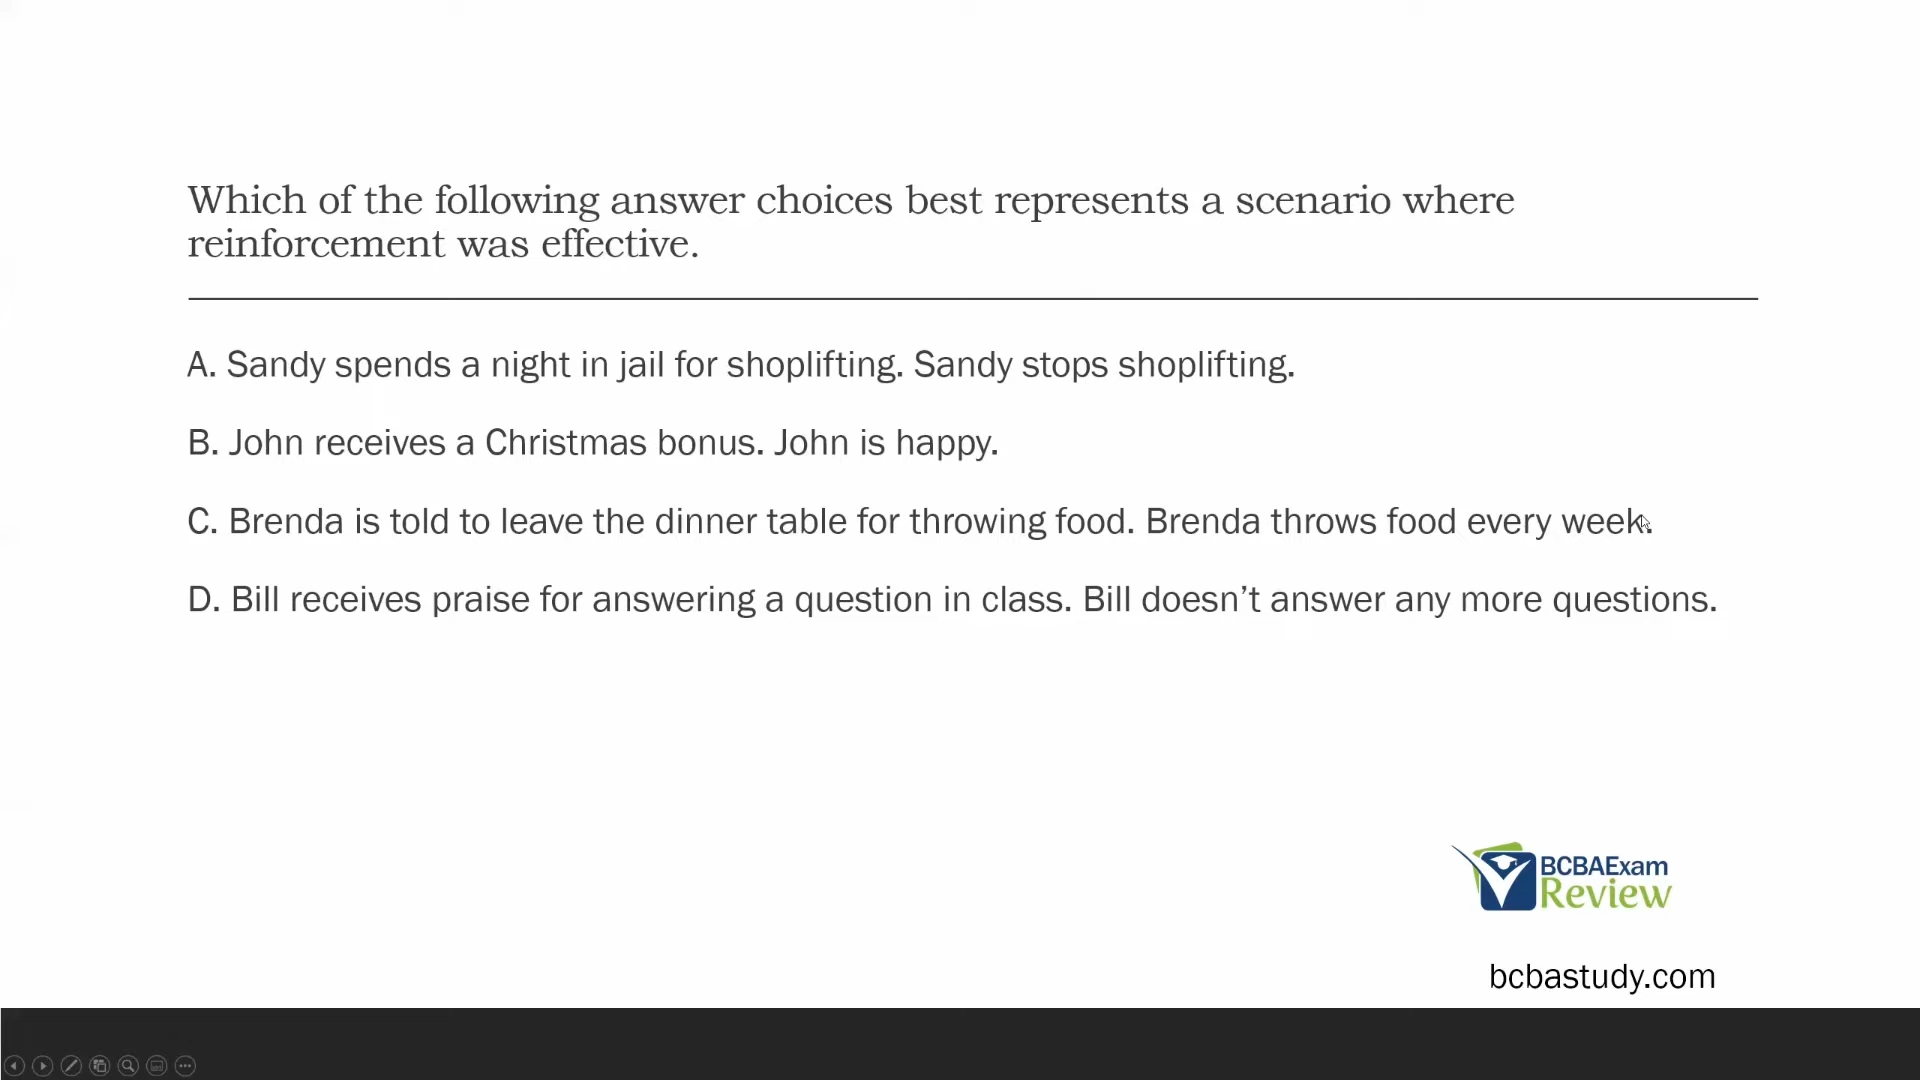 Which of the following answer choices best represents a scenario where
reinforcement was effective.
A. Sandy spends a night in jail for shoplifting. Sandy stops shoplifting.
B. John receives a Christmas bonus. John is happy.
C. Brenda is told to leave the dinner table for throwing food. Brenda throws food every week.
D. Bill receives praise for answering a question in class. Bill doesn’t answer any more questions.
BCBAExam
Review
bcbastudy.com